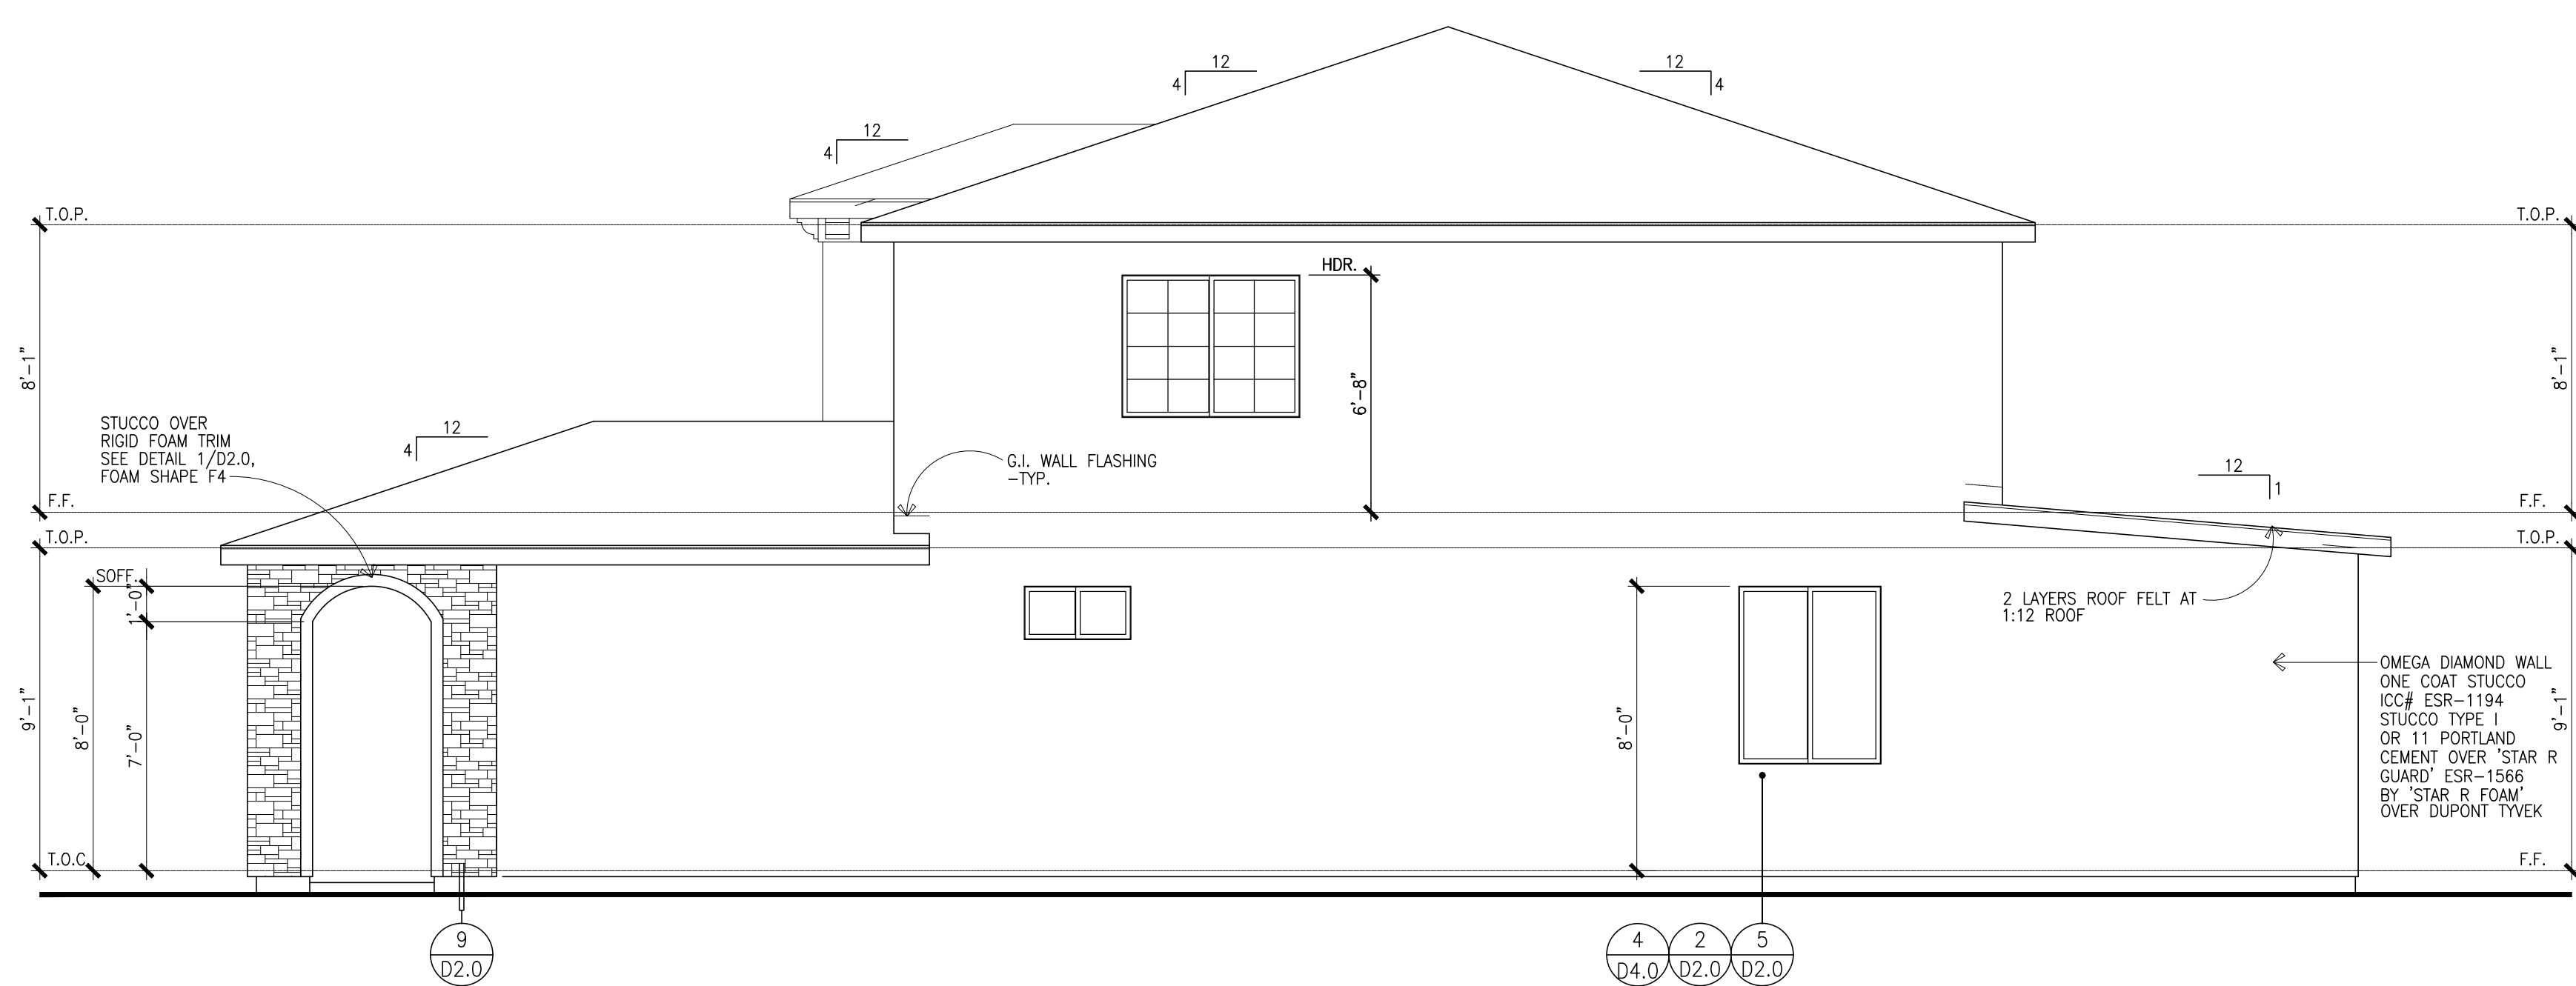 12
4
12
4
12
4
T.O.P.
T.O.P.
HDR.
8'-1"
6'-8"
8'-1"
STUCCO OVER
RIGID FOAM TRIM
SEE DETAIL 1/D2.0,
FOAM SHAPE F4
12
4
G.I. WALL FLASHING
-TYP.
12
1
F.F.
F.F.
T.O.P.
T.O.P.
SOFF.
1'-0"
2 LAYERS ROOF FELT AT
1:12 ROOF
9'-1"
8'-0"
7'-0"
8'-0"
OMEGA DIAMOND WALL
ONE COAT STUCCO
ICC# ESR-1194
STUCCO TYPE I
OR 11 PORTLAND
CEMENT OVER 'STAR R
GUARD' ESR-1566
BY 'STAR R FOAM'
OVER DUPONT TYVEK
9'-1"
T.O.C
F.F.
9
D2.0
4
D4.0
2
D2.0
5
D2.0